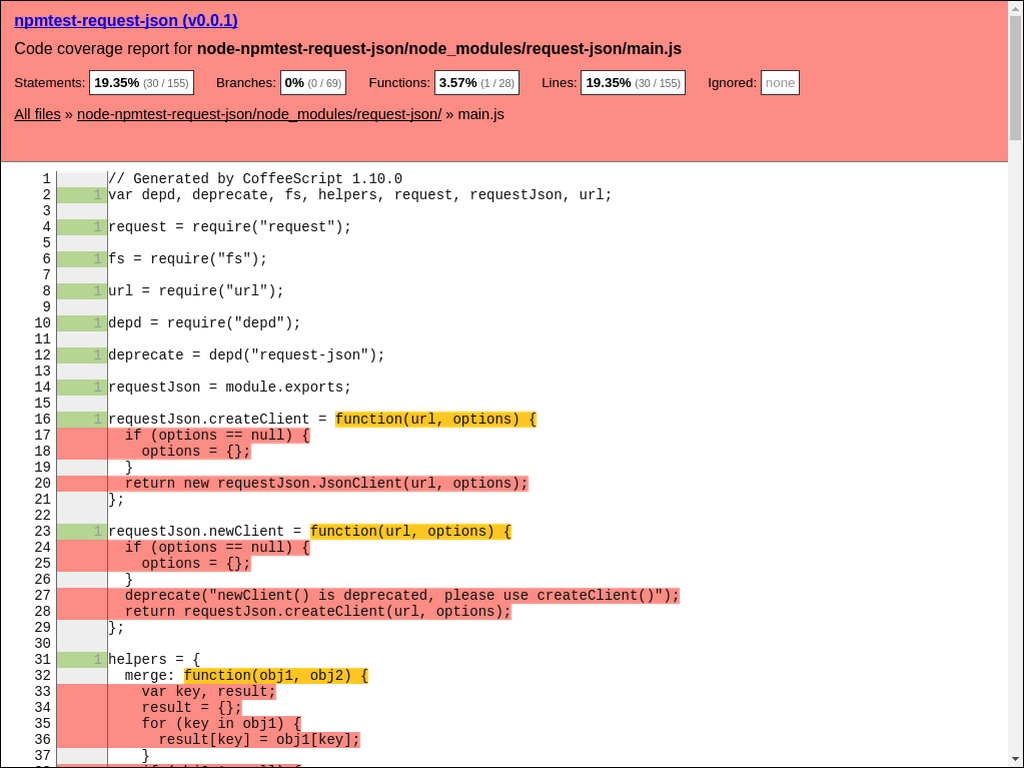 npmtest-request-json (v0.0.1)
Code coverage report for node-npmtest-request-json/node_modules/request-json/main.js
Statements: 19.35% (30 / 155) Branches: 0% (0 / 69) Functions: 3.57% (1 / 28) Lines: 19.35% (30 / 155) Ignored: none
All files » node-npmtest-request-json/node_modules/request-json/ » main.js
1 // Generated by CoffeeScript 1.10.0
2 1 var depd, deprecate, fs, helpers, request, requestJson, url;
3
4 1 request = require("request");
5
6 1 fs = require("fs");
7
8 1 url = require("url");
9
10 1 depd = require("depd");
11
12 1 deprecate = depd("request-json");
13
14 1 requestJson = module.exports;
15
16 1 requestJson.createClient = function(url, options) {
17 if (options == null) {
18 options = {};
19 }
20 return new requestJson.JsonClient(url, options);
21 };
22
23 1 requestJson.newClient = function(url, options) {
24 if (options == null) {
25 options = {};
26 }
27 deprecate("newClient() is deprecated, please use createClient()");
28 return requestJson.createClient(url, options);
29 };
30
31 1 helpers = {
32 merge: function(obj1, obj2) {
33 var key, result;
34 result = {};
35 for (key in obj1) {
36 result[key] = obj1[key];
37 }